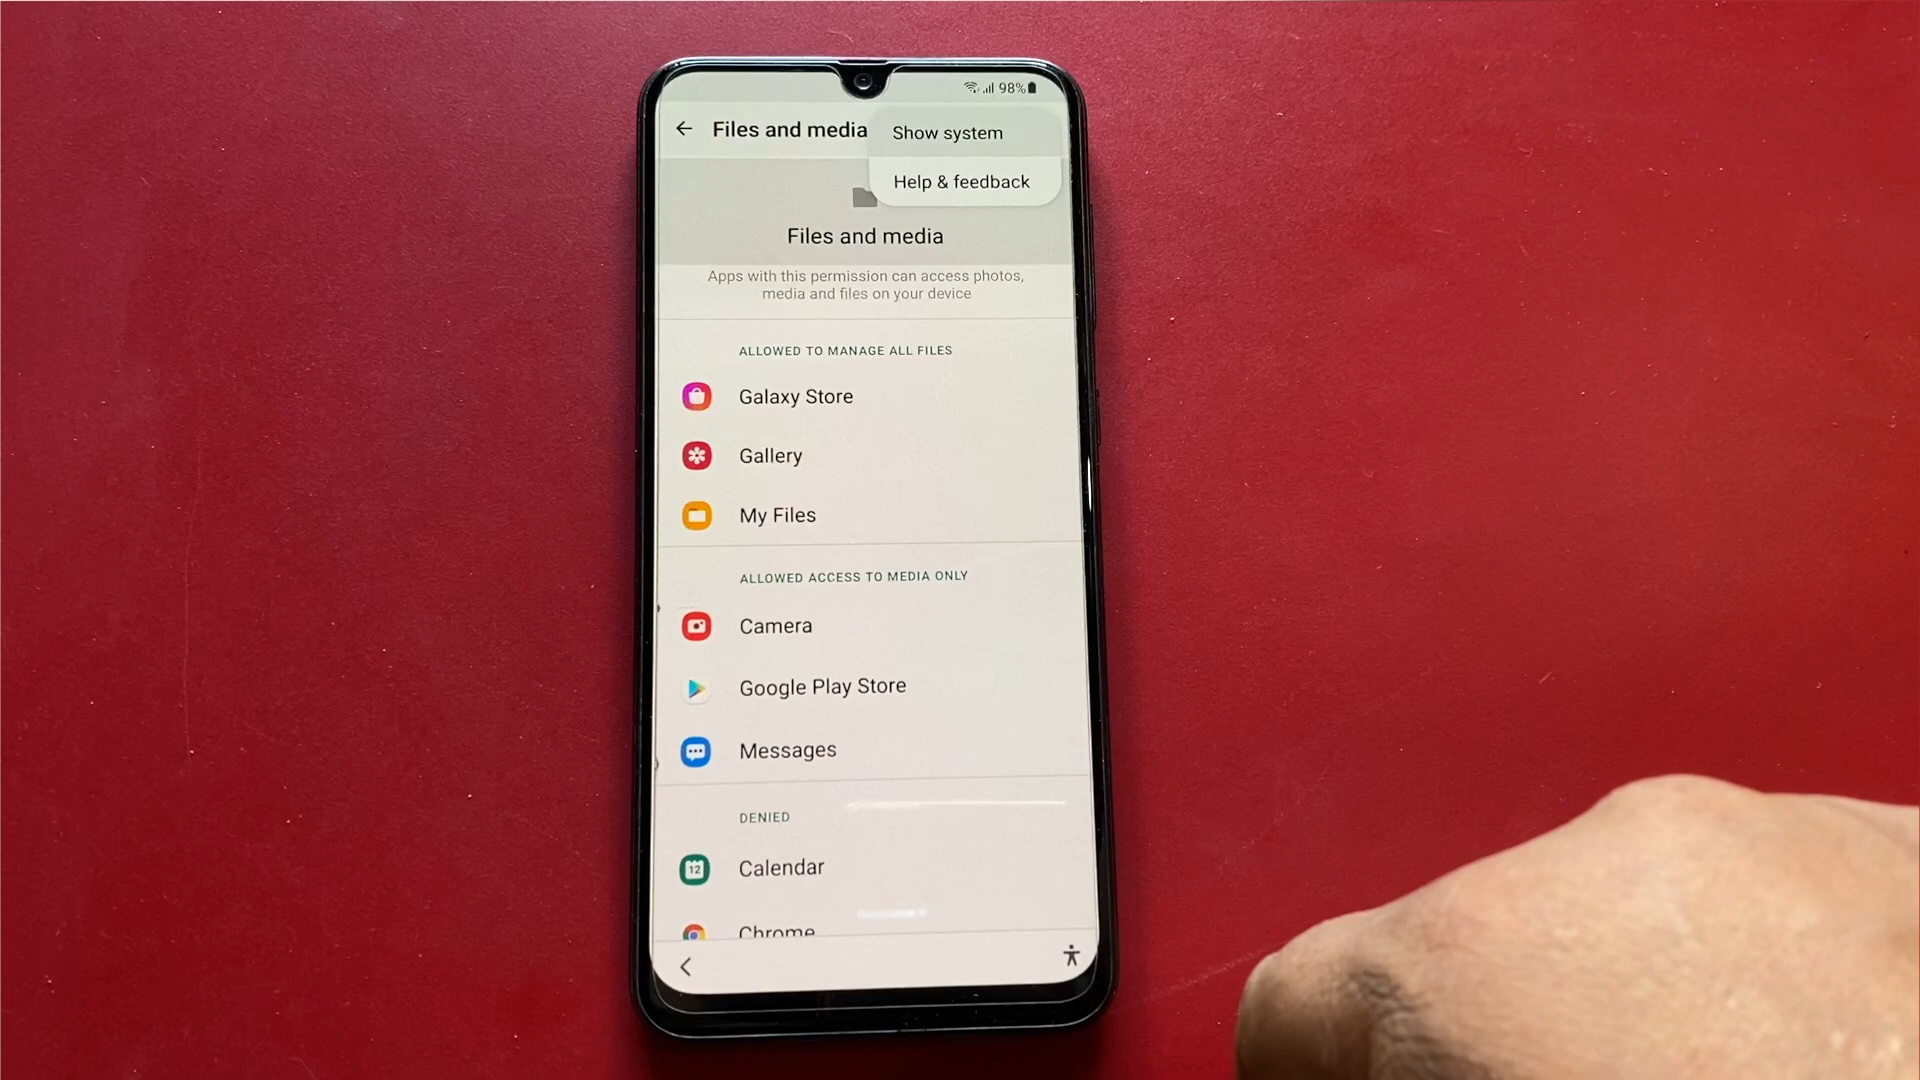 98%
Files and media
Show system
Help & feedback
Files and media
Apps with this permission can access photos,
media and files on your device
ALLOWED TO MANAGE ALL FILES
Galaxy Store
Gallery
My Files
ALLOWED ACCESS TO MEDIA ONLY
Camera
Google Play Store
Messages
DENIED
12
Calendar
Chrome